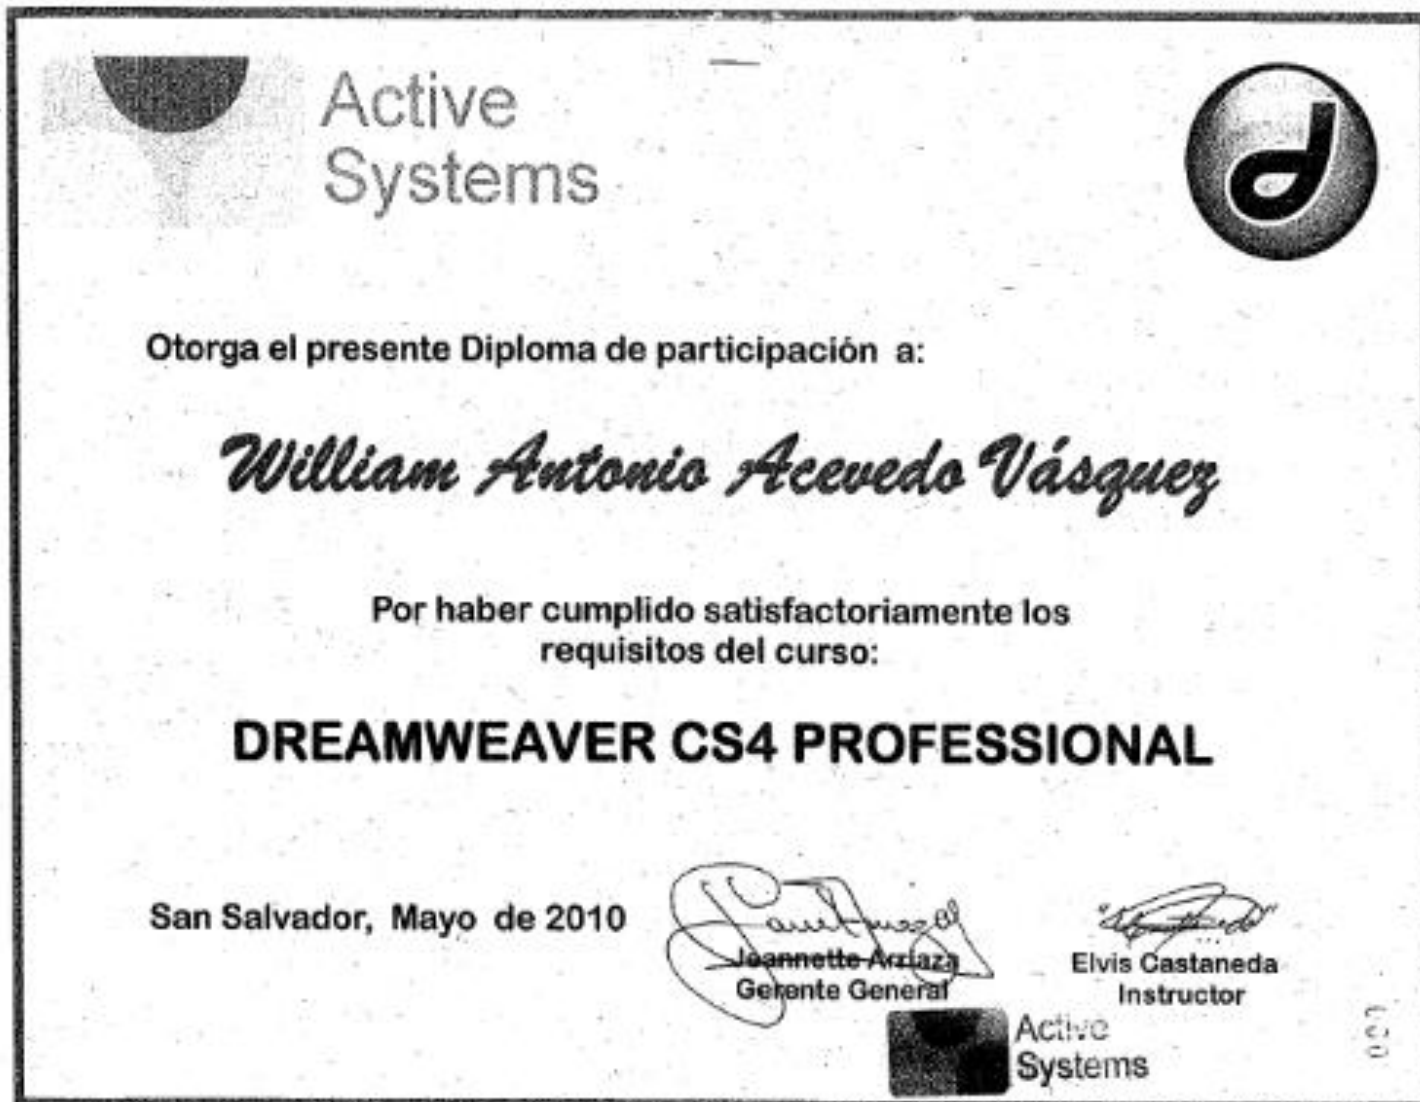 Active
Systems
Otorga el presente Diploma de participación a:
William Antonio Acevedo Vásquez
Por haber cumplido satisfactoriamente los
requisitos del curso:
DREAMWEAVER CS4 PROFESSIONAL
San Salvador, Mayo de 2010
Jeannette Arriaza
Gerente General
Elvis Castaneda
Instructor
Active
Systems